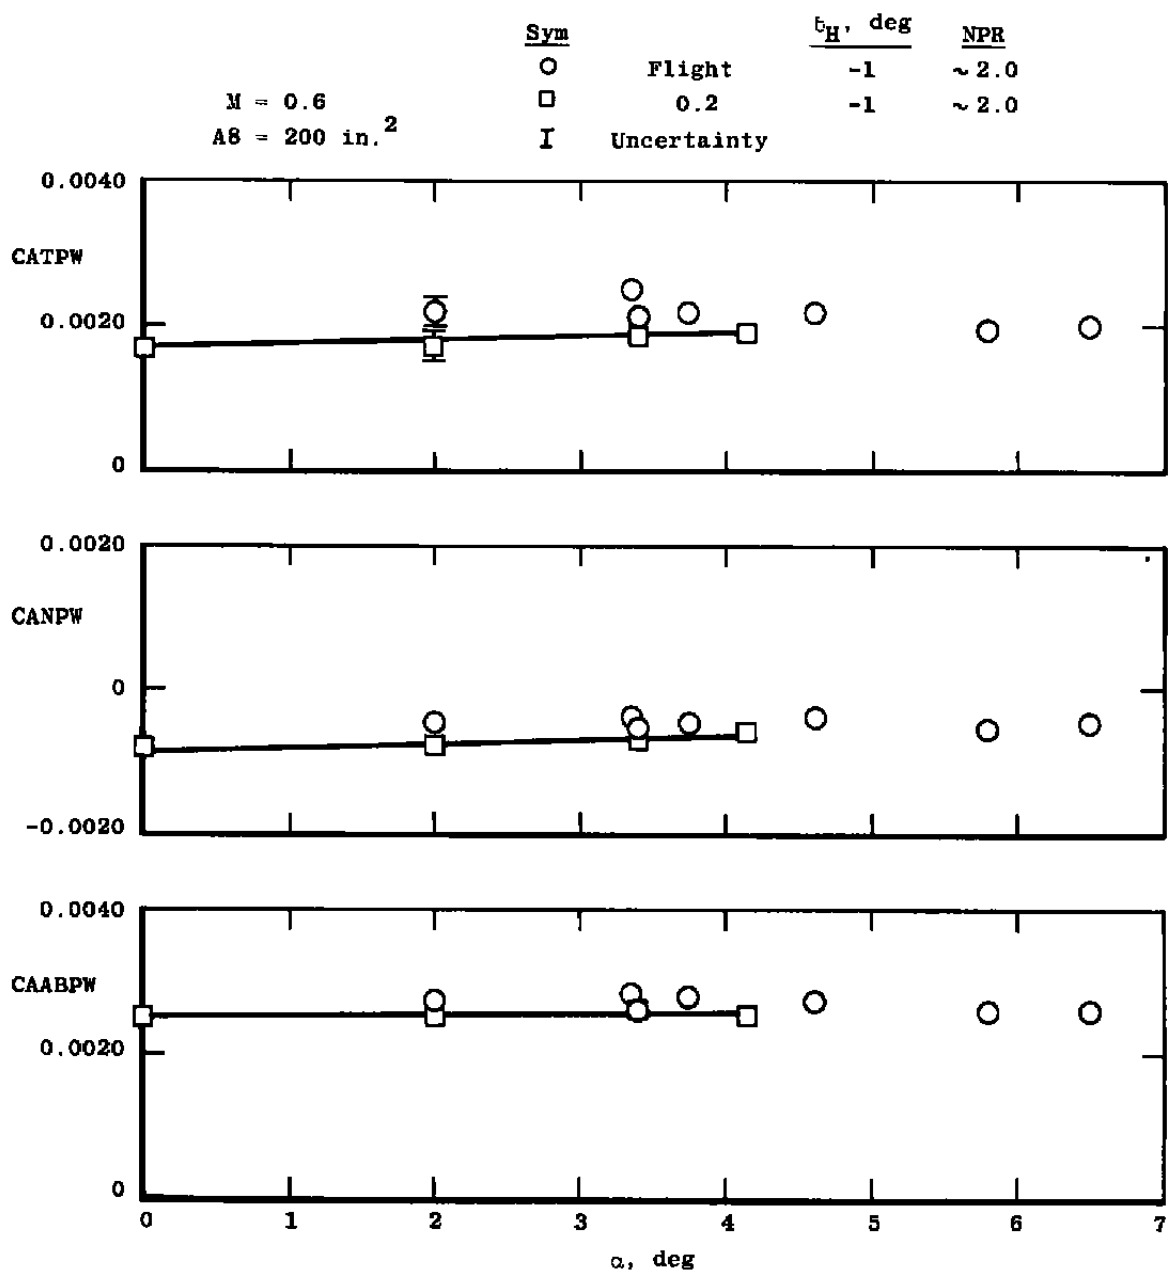 Sym δH, deg NPR
○ Flight -1 ~2.0
M = 0.6 □ 0.2 -1 ~2.0
A8 = 200 in.² I Uncertainty
0.0040
CATPW
0.0020
0
0.0020
CANPW
0
-0.0020
0.0040
CAABPW
0.0020
0
0 1 2 3 4 5 6 7
α, deg